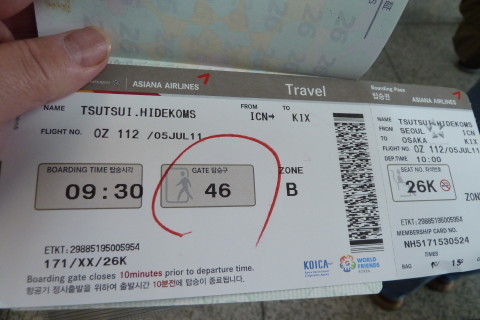 ASIANA AIRLINES
Travel
Boarding Pass
탑승권
ASIANA AIRLINES
NAME TSUTSUI.HIDEKOMS
FROM TO
ICN→ KIX
FLIGHT NO. OZ 112 /05JUL11
BOARDING TIME 탑승시각
09:30
GATE 탑승구
46
ZONE
B
ETKT: 29885195005954
171/XX/26K
Boarding gate closes 10minutes prior to departure time.
항공기 정시출발을 위하여 출발시각 10분전에 탑승이 종료됩니다.
KOICA
WORLD FRIENDS
KOREA
NAME
TSUTSUI.HIDEKOMS
FROM SEOUL
TO OSAKA KIX
FLIGHT NO. OZ 112 /05JUL11
DEP TIME 10:00
SEAT NO. 좌석번호
26K
ETKT: 29885195005954
MEMBERSHIP CARD NO.
NH5171530524
BAG